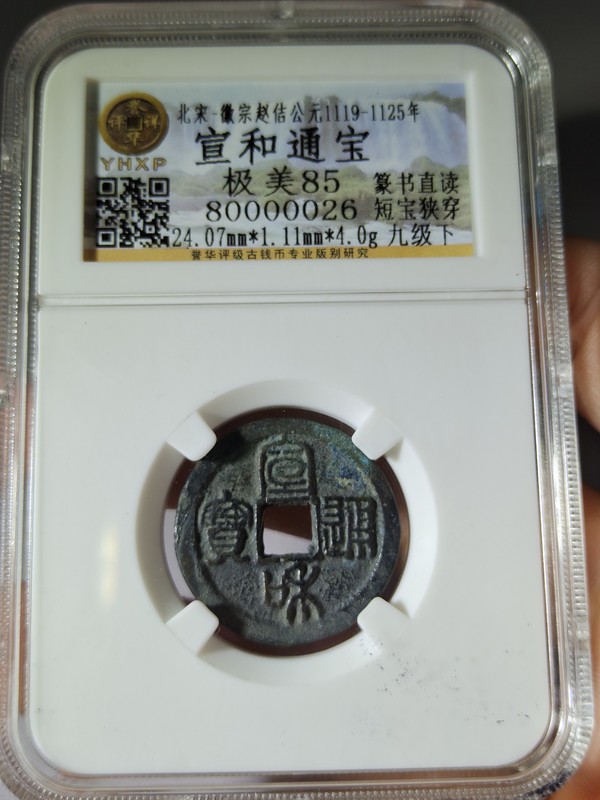 北宋-徽宗赵佶公元1119-1125年
宣和通宝
YHXP
极美85 篆书直读
80000026 短宝狭穿
24.07mm*1.11mm*4.0g 九级下
誉华评级古钱币专业版别研究
宣
寶 通
和